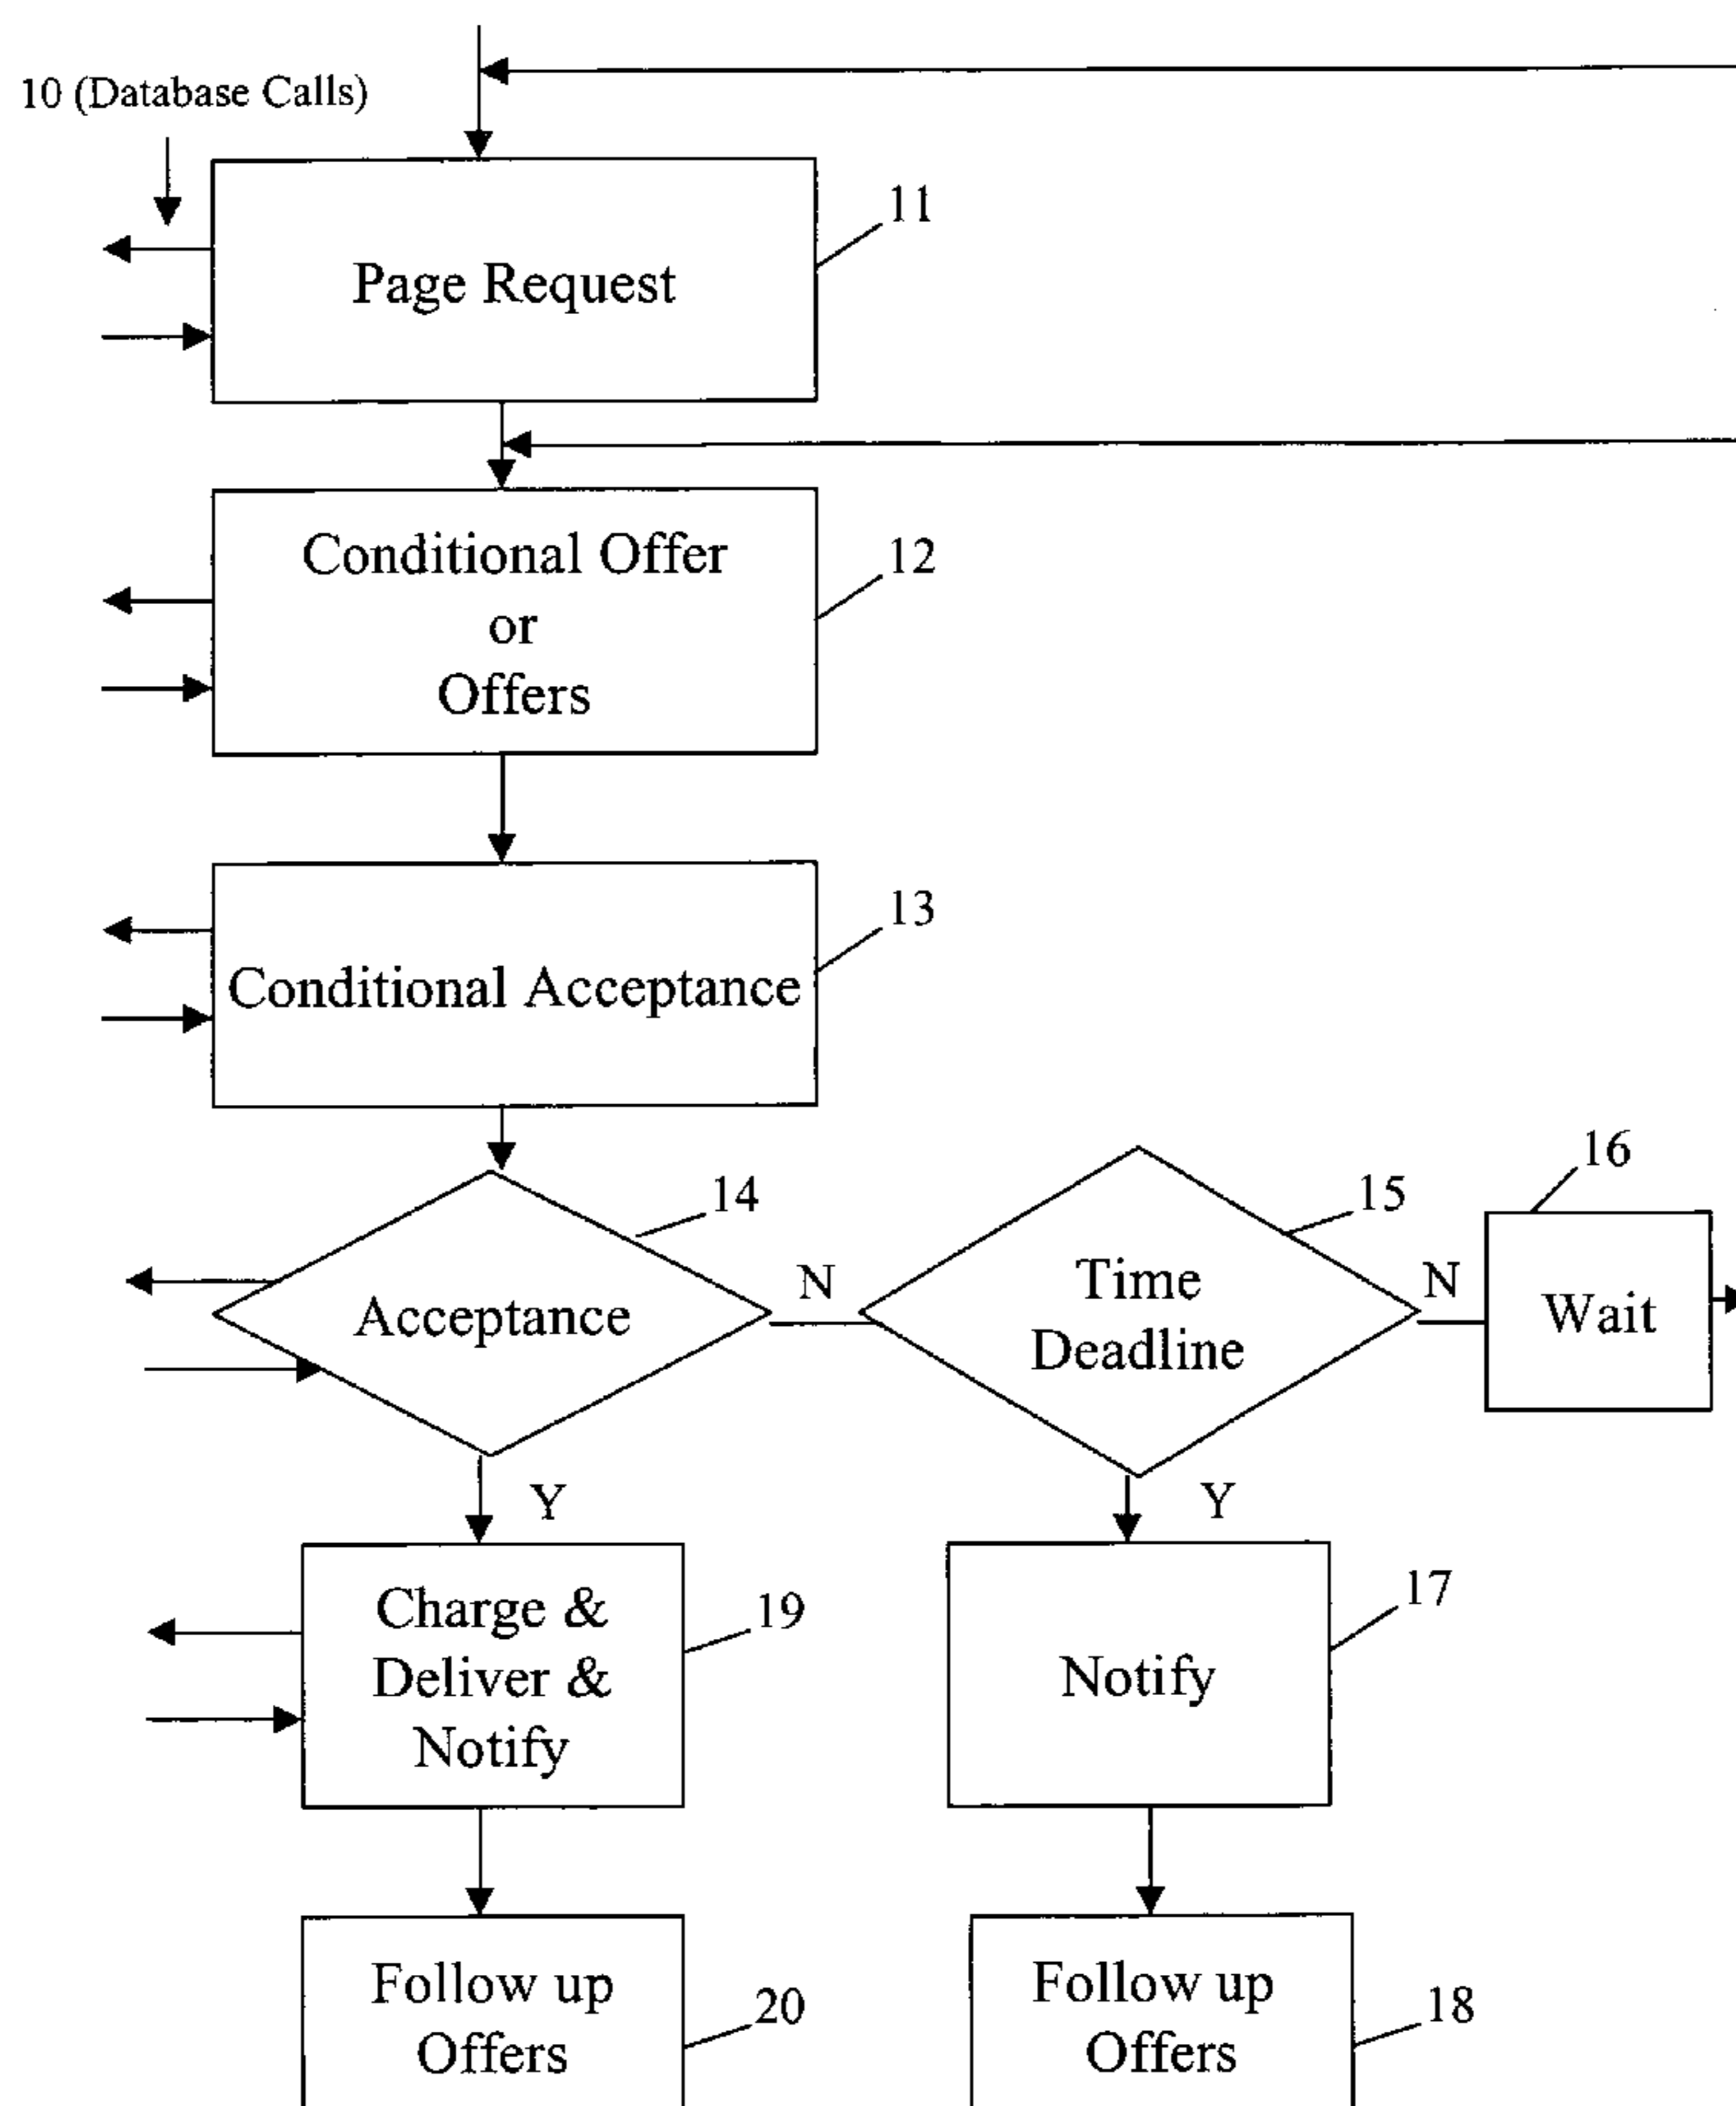 10 (Database Calls)
11
Page Request
12
Conditional Offer
or
Offers
13
Conditional Acceptance
14
Acceptance
N
15
Time
Deadline
N
16
Wait
Y
Y
19
Charge &
Deliver &
Notify
17
Notify
20
Follow up
Offers
18
Follow up
Offers